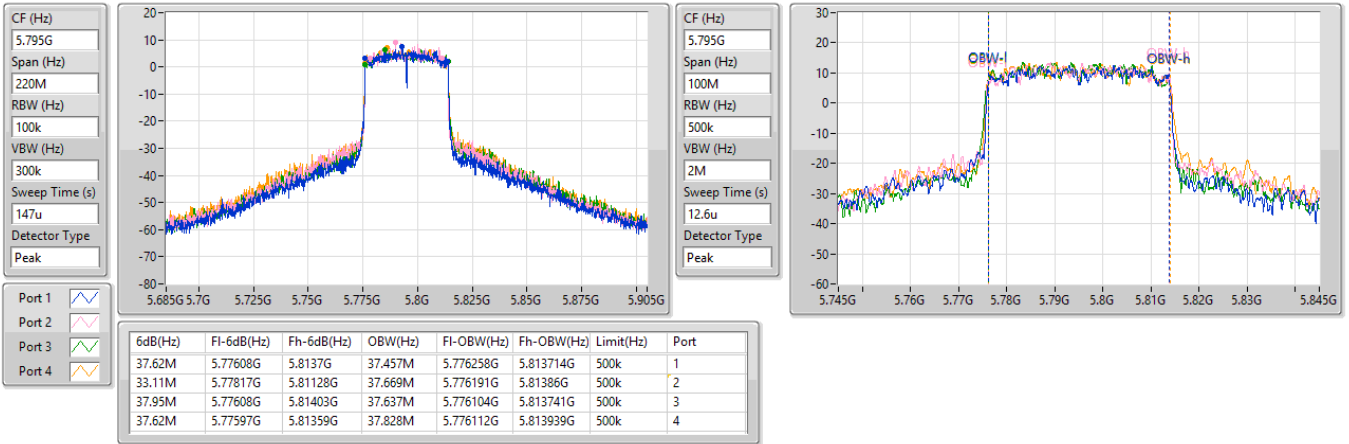 CF (Hz)
5.795G
Span (Hz)
220M
RBW (Hz)
100k
VBW (Hz)
300k
Sweep Time (s)
147u
Detector Type
Peak
20
10
0
-10
-20
-30
-40
-50
-60
-70
-80
5.685G 5.7G 5.725G 5.75G 5.775G 5.8G 5.825G 5.85G 5.875G 5.905G
CF (Hz)
5.795G
Span (Hz)
100M
RBW (Hz)
500k
VBW (Hz)
2M
Sweep Time (s)
12.6u
Detector Type
Peak
30
20
10
0
-10
-20
-30
-40
-50
-60
OBW-l OBW-h
5.745G 5.76G 5.77G 5.78G 5.79G 5.8G 5.81G 5.82G 5.83G 5.845G
Port 1
Port 2
Port 3
Port 4
6dB(Hz) Fl-6dB(Hz) Fh-6dB(Hz) OBW(Hz) Fl-OBW(Hz) Fh-OBW(Hz) Limit(Hz) Port
37.62M 5.77608G 5.8137G 37.457M 5.776258G 5.813714G 500k 1
33.11M 5.77817G 5.81128G 37.669M 5.776191G 5.81386G 500k 2
37.95M 5.77608G 5.81403G 37.637M 5.776104G 5.813741G 500k 3
37.62M 5.77597G 5.81359G 37.828M 5.776112G 5.813939G 500k 4